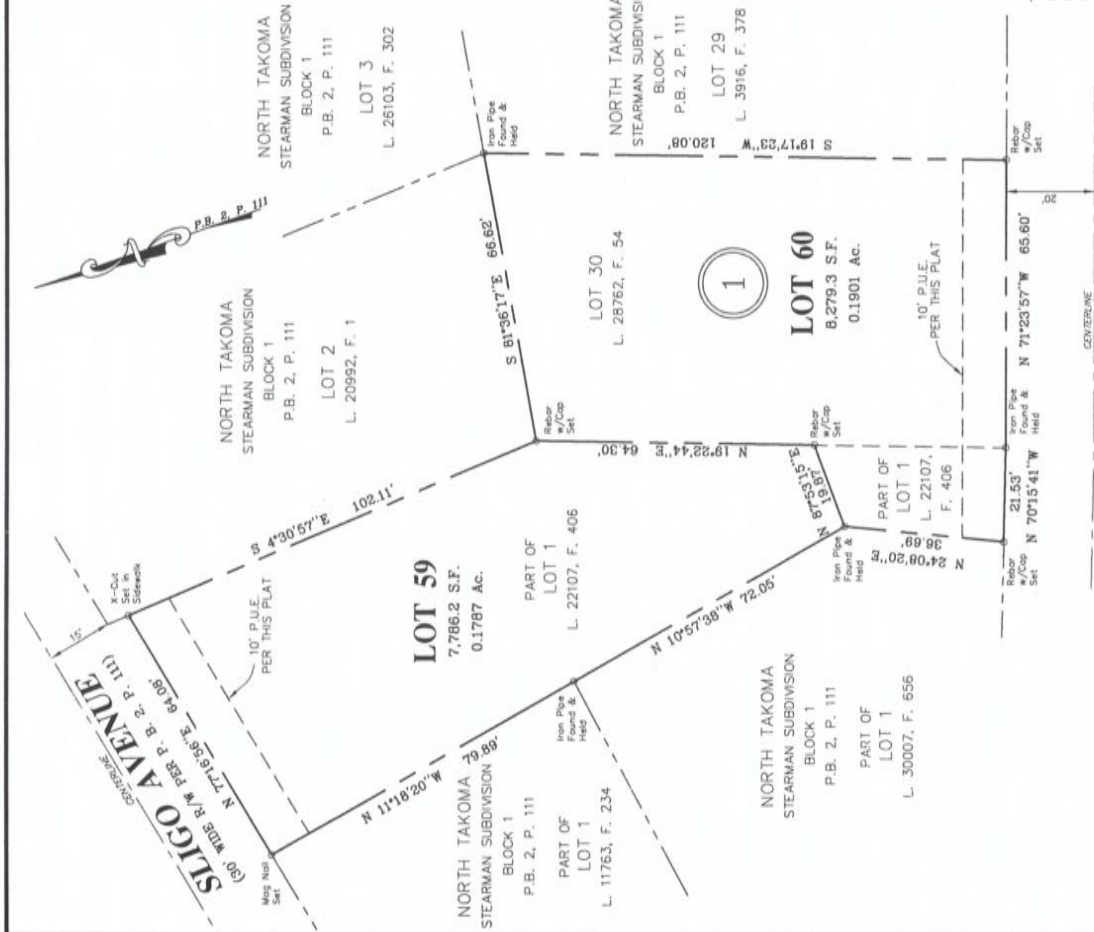 NORTH TAKOMA
STEARMAN SUBDIVISION
BLOCK 1
P.B. 2, P. 111
LOT 3
L. 26103, F. 302
P.B. 2, P. 111
NORTH TAKOMA
STEARMAN SUBDIVISION
BLOCK 1
P.B. 2, P. 111
LOT 2
L. 20992, F. 1
CENTERLINE
SLIGO AVENUE
(30' WIDE R/W PER P. B. 2, P. 111)
15'
X-Cut
Set in
Sidewalk
N 77°16'56"E 64.08'
10' P.U.E.
PER THIS PLAT
Mag Nail
Set
S 4°30'57"E 102.11'
S 81°36'17"E 66.62'
Iron Pipe
Found &
Held
NORTH TAKOMA
STEARMAN SUBDIVISI
BLOCK 1
P.B. 2, P. 111
LOT 29
L. 3916, F. 378
S 19°17'23"W 120.08'
LOT 59
7,786.2 S.F.
0.1787 Ac.
PART OF
LOT 1
L. 22107, F. 406
Rebar
w/Cap
Set
LOT 30
L. 28762, F. 54
1
LOT 60
8,279.3 S.F.
0.1901 Ac.
N 19°22'44"E 64.30'
N 11°18'20"W 79.89'
Iron Pipe
Found &
Held
N 10°57'38"W 72.05'
NORTH TAKOMA
STEARMAN SUBDIVISION
BLOCK 1
P.B. 2, P. 111
PART OF
LOT 1
L. 11763, F. 234
NORTH TAKOMA
STEARMAN SUBDIVISION
BLOCK 1
P.B. 2, P. 111
PART OF
LOT 1
L. 30007, F. 656
Rebar
w/Cap
Set
N 87°53'15"E
19.87'
Iron Pipe
Found &
Held
PART OF
LOT 1
L. 22107,
F. 406
N 24°08'20"E
36.69'
10' P.U.E.
PER THIS PLAT
Rebar
w/Cap
Set
21.53'
N 70°15'41"W
Iron Pipe
Found &
Held
N 71°23'57"W 65.60'
Rebar
w/Cap
Set
20'
CENTERLINE